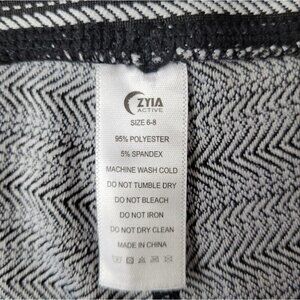 ZYIA
ACTIVE
SIZE 6-8
95% POLYESTER
5% SPANDEX
MACHINE WASH COLD
DO NOT TUMBLE DRY
DO NOT BLEACH
DO NOT IRON
DO NOT DRY CLEAN
MADE IN CHINA